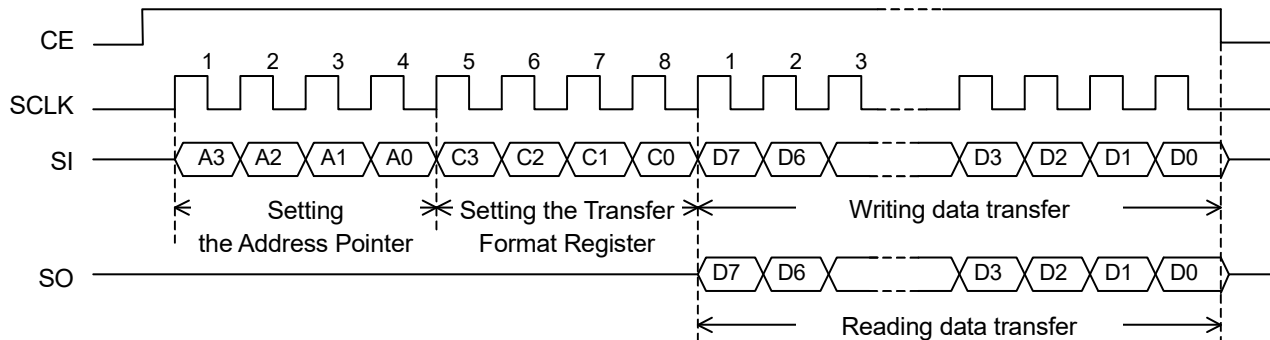 CE
1 2 3 4 5 6 7 8 1 2 3
SCLK
SI A3 A2 A1 A0 C3 C2 C1 C0 D7 D6 D3 D2 D1 D0
Setting Setting the Transfer Writing data transfer
the Address Pointer Format Register
SO D7 D6 D3 D2 D1 D0
Reading data transfer